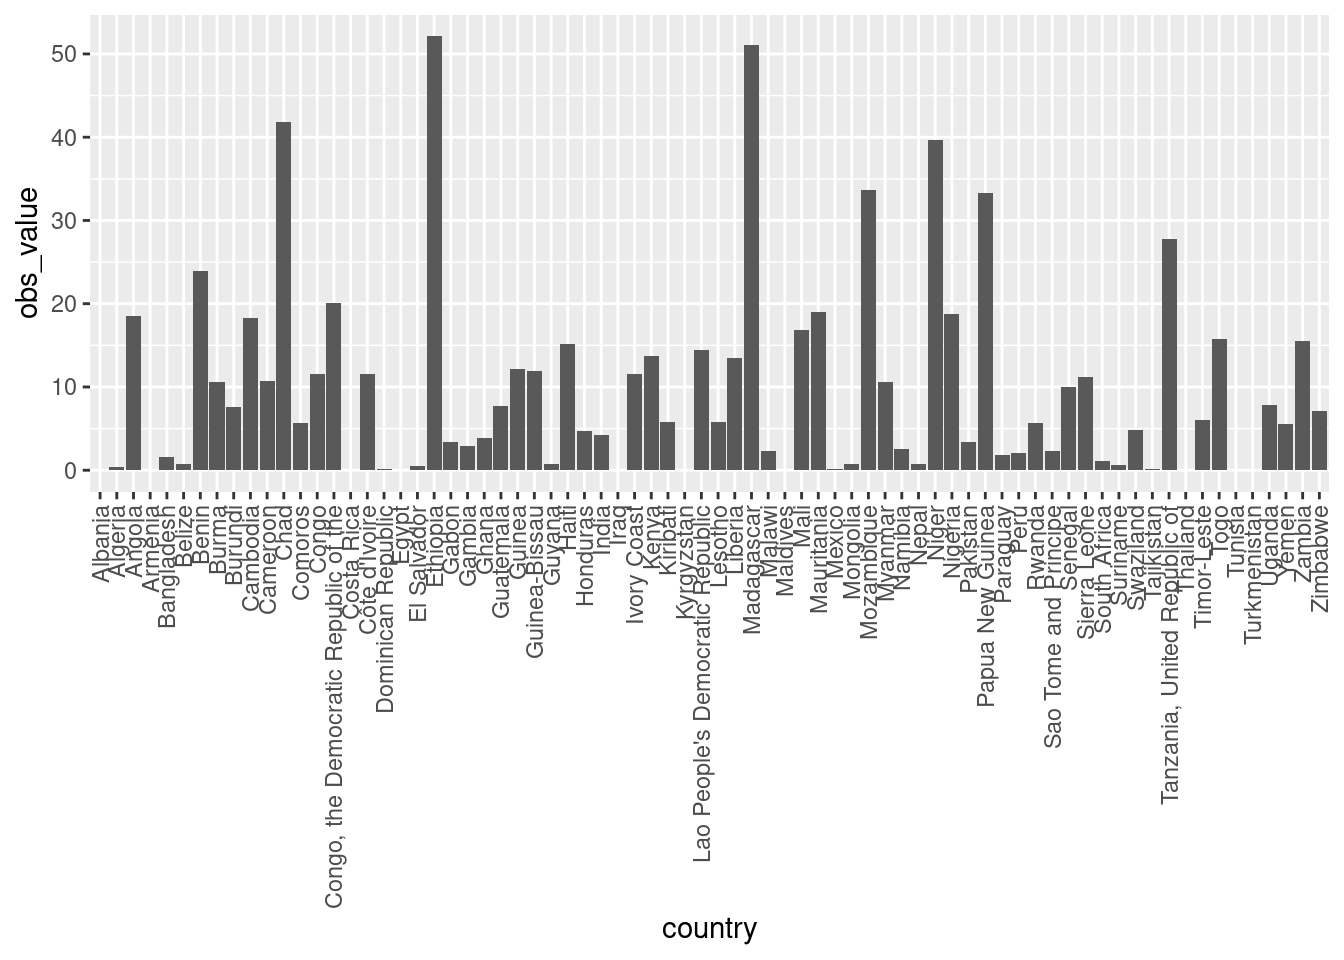 obs_value
50
40
30
20
10
0
Albania
Algeria
Angola
Armenia
Bangladesh
Belize
Benin
Burma
Burundi
Cambodia
Cameroon
Chad
Comoros
Congo
Congo, the Democratic Republic of the
Costa Rica
Côte d'Ivoire
Dominican Republic
Egypt
El Salvador
Ethiopia
Gabon
Gambia
Ghana
Guatemala
Guinea
Guinea-Bissau
Guyana
Haiti
Honduras
India
Iraq
Ivory Coast
Kenya
Kiribati
Kyrgyzstan
Lao People's Democratic Republic
Lesotho
Liberia
Madagascar
Malawi
Maldives
Mali
Mauritania
Mexico
Mongolia
Mozambique
Myanmar
Namibia
Nepal
Niger
Nigeria
Pakistan
Papua New Guinea
Paraguay
Peru
Rwanda
Sao Tome and Principe
Senegal
Sierra Leone
South Africa
Suriname
Swaziland
Tajikistan
Tanzania, United Republic of
Thailand
Timor-Leste
Togo
Tunisia
Turkmenistan
Uganda
Yemen
Zambia
Zimbabwe
country